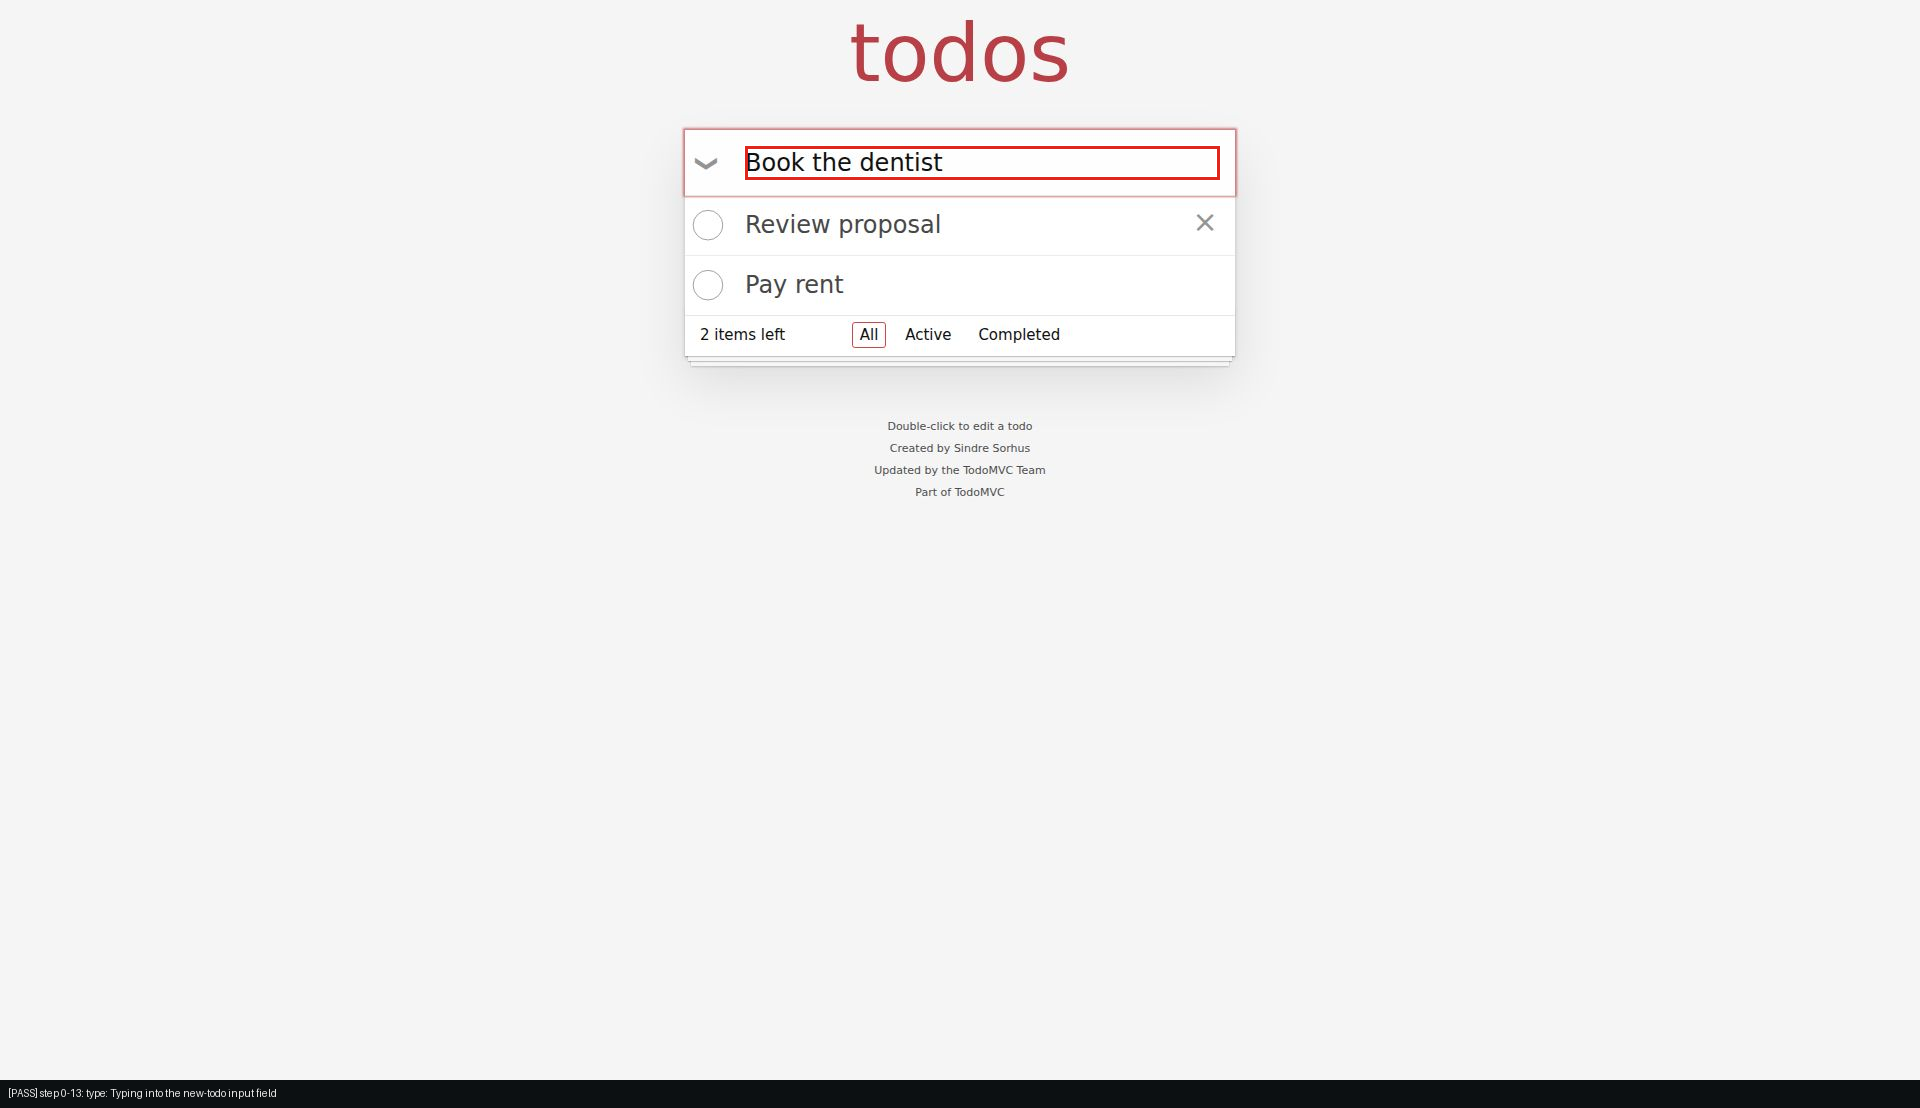 todos
Book the dentist
Review proposal
Pay rent
2 items left All Active Completed
Double-click to edit a todo
Created by Sindre Sorhus
Updated by the TodoMVC Team
Part of TodoMVC
[PASS] step 0-13: type: Typing into the new-todo input field